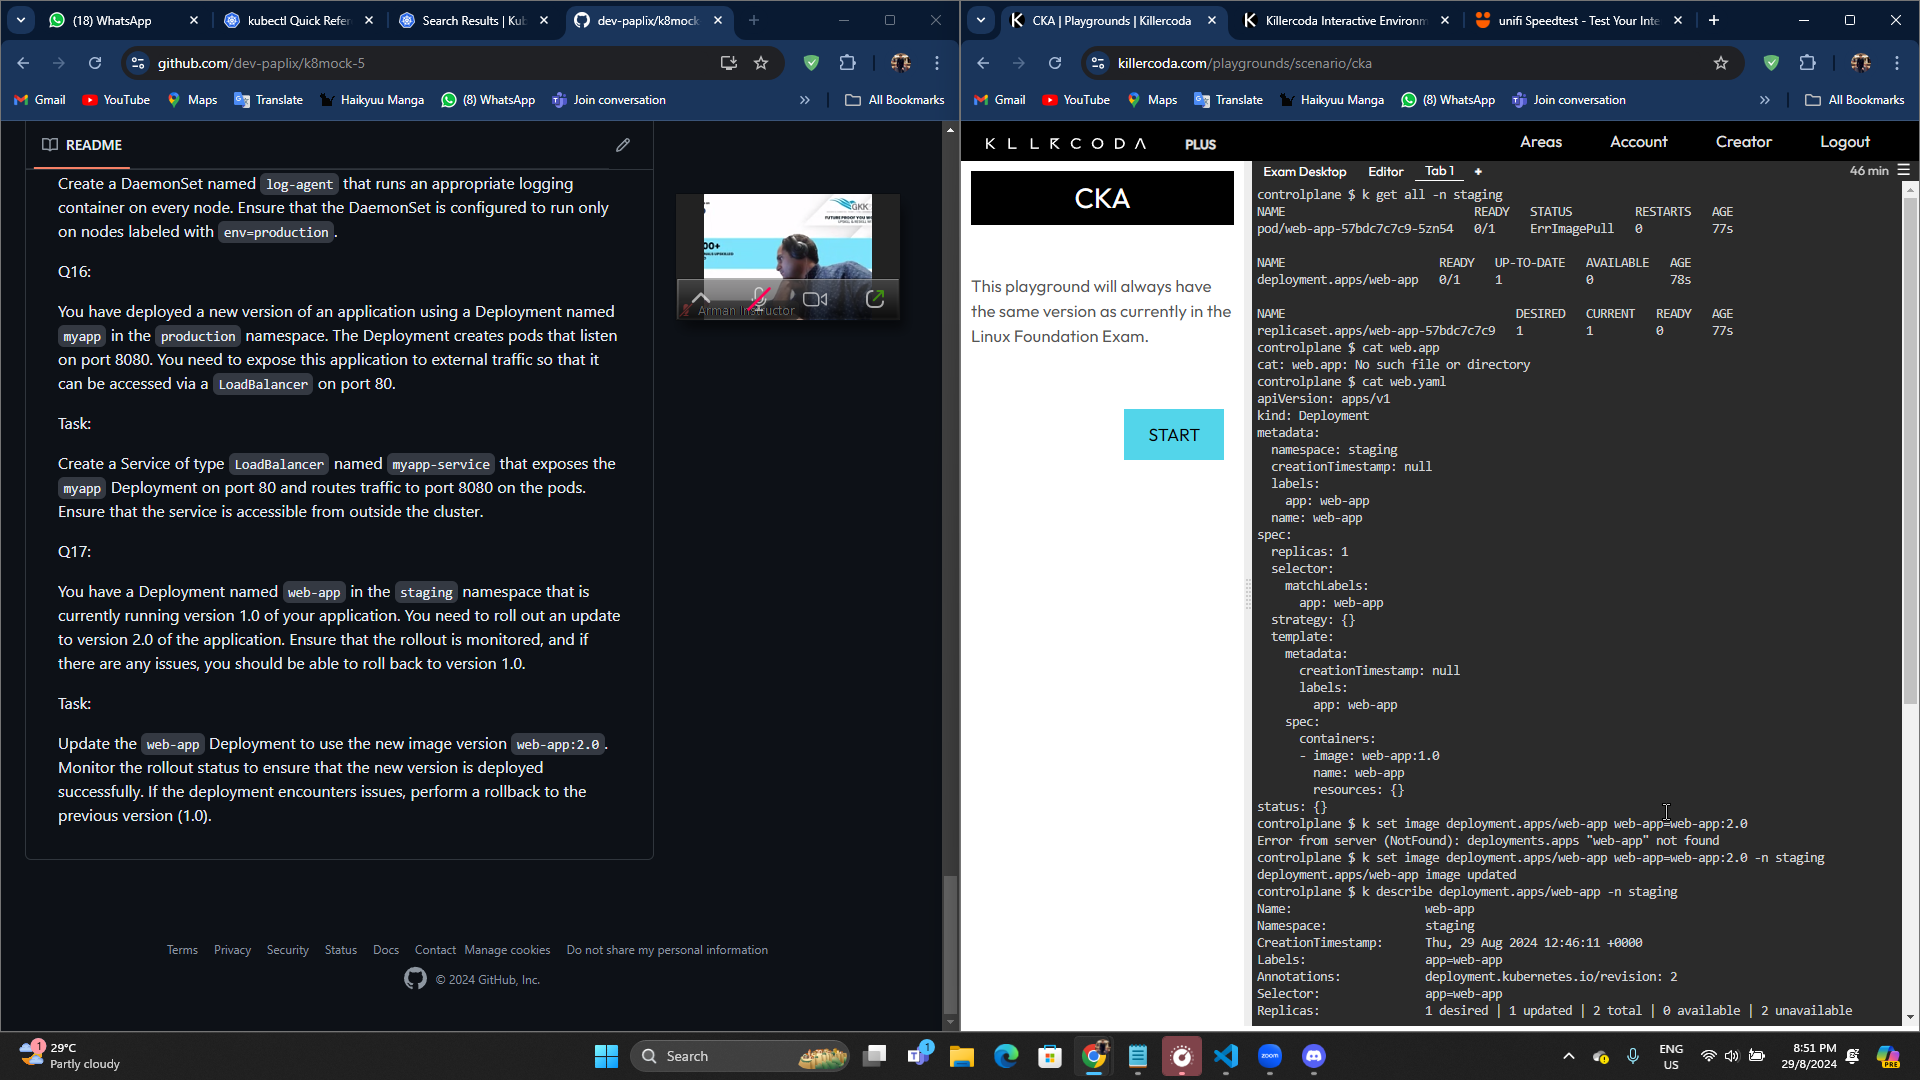 (18) WhatsApp
kubectl Quick Refer
Search Results | Kub
dev-paplix/k8mock
github.com/dev-paplix/k8mock-5
Gmail
YouTube
Maps
Translate
Haikyuu Manga
(8) WhatsApp
Join conversation
All Bookmarks
README
Create a DaemonSet named log-agent that runs an appropriate logging
container on every node. Ensure that the DaemonSet is configured to run only
on nodes labeled with env=production.
Q16:
You have deployed a new version of an application using a Deployment named
myapp in the production namespace. The Deployment creates pods that listen
on port 8080. You need to expose this application to external traffic so that it
can be accessed via a LoadBalancer on port 80.
Task:
Create a Service of type LoadBalancer named myapp-service that exposes the
myapp Deployment on port 80 and routes traffic to port 8080 on the pods.
Ensure that the service is accessible from outside the cluster.
Q17:
You have a Deployment named web-app in the staging namespace that is
currently running version 1.0 of your application. You need to roll out an update
to version 2.0 of the application. Ensure that the rollout is monitored, and if
there are any issues, you should be able to roll back to version 1.0.
Task:
Update the web-app Deployment to use the new image version web-app:2.0.
Monitor the rollout status to ensure that the new version is deployed
successfully. If the deployment encounters issues, perform a rollback to the
previous version (1.0).
Terms
Privacy
Security
Status
Docs
Contact
Manage cookies
Do not share my personal information
© 2024 GitHub, Inc.
GKK
Arman Instructor
CKA | Playgrounds | Killercoda
Killercoda Interactive Environm
unifi Speedtest - Test Your Inte
killercoda.com/playgrounds/scenario/cka
Gmail
YouTube
Maps
Translate
Haikyuu Manga
(8) WhatsApp
Join conversation
All Bookmarks
KILLERCODA PLUS
Areas
Account
Creator
Logout
CKA
This playground will always have
the same version as currently in the
Linux Foundation Exam.
START
Exam Desktop
Editor
Tab 1
+
46 min
controlplane $ k get all -n staging
NAME READY STATUS RESTARTS AGE
pod/web-app-57bdc7c7c9-5zn54 0/1 ErrImagePull 0 77s
NAME READY UP-TO-DATE AVAILABLE AGE
deployment.apps/web-app 0/1 1 0 78s
NAME DESIRED CURRENT READY AGE
replicaset.apps/web-app-57bdc7c7c9 1 1 0 77s
controlplane $ cat web.app
cat: web.app: No such file or directory
controlplane $ cat web.yaml
apiVersion: apps/v1
kind: Deployment
metadata:
namespace: staging
creationTimestamp: null
labels:
app: web-app
name: web-app
spec:
replicas: 1
selector:
matchLabels:
app: web-app
strategy: {}
template:
metadata:
creationTimestamp: null
labels:
app: web-app
spec:
containers:
- image: web-app:1.0
name: web-app
resources: {}
status: {}
controlplane $ k set image deployment.apps/web-app web-app=web-app:2.0
Error from server (NotFound): deployments.apps "web-app" not found
controlplane $ k set image deployment.apps/web-app web-app=web-app:2.0 -n staging
deployment.apps/web-app image updated
controlplane $ k describe deployment.apps/web-app -n staging
Name: web-app
Namespace: staging
CreationTimestamp: Thu, 29 Aug 2024 12:46:11 +0000
Labels: app=web-app
Annotations: deployment.kubernetes.io/revision: 2
Selector: app=web-app
Replicas: 1 desired | 1 updated | 2 total | 0 available | 2 unavailable
1
29°C
Partly cloudy
Search
1
zoom
ENG
US
8:51 PM
29/8/2024
PRE